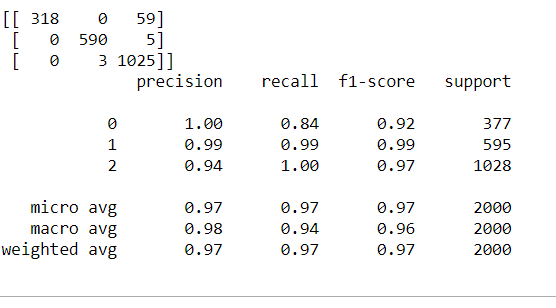 [[ 318 0 59]
[ 0 590 5]
[ 0 3 1025]]
precision recall f1-score support
0 1.00 0.84 0.92 377
1 0.99 0.99 0.99 595
2 0.94 1.00 0.97 1028
micro avg 0.97 0.97 0.97 2000
macro avg 0.98 0.94 0.96 2000
weighted avg 0.97 0.97 0.97 2000